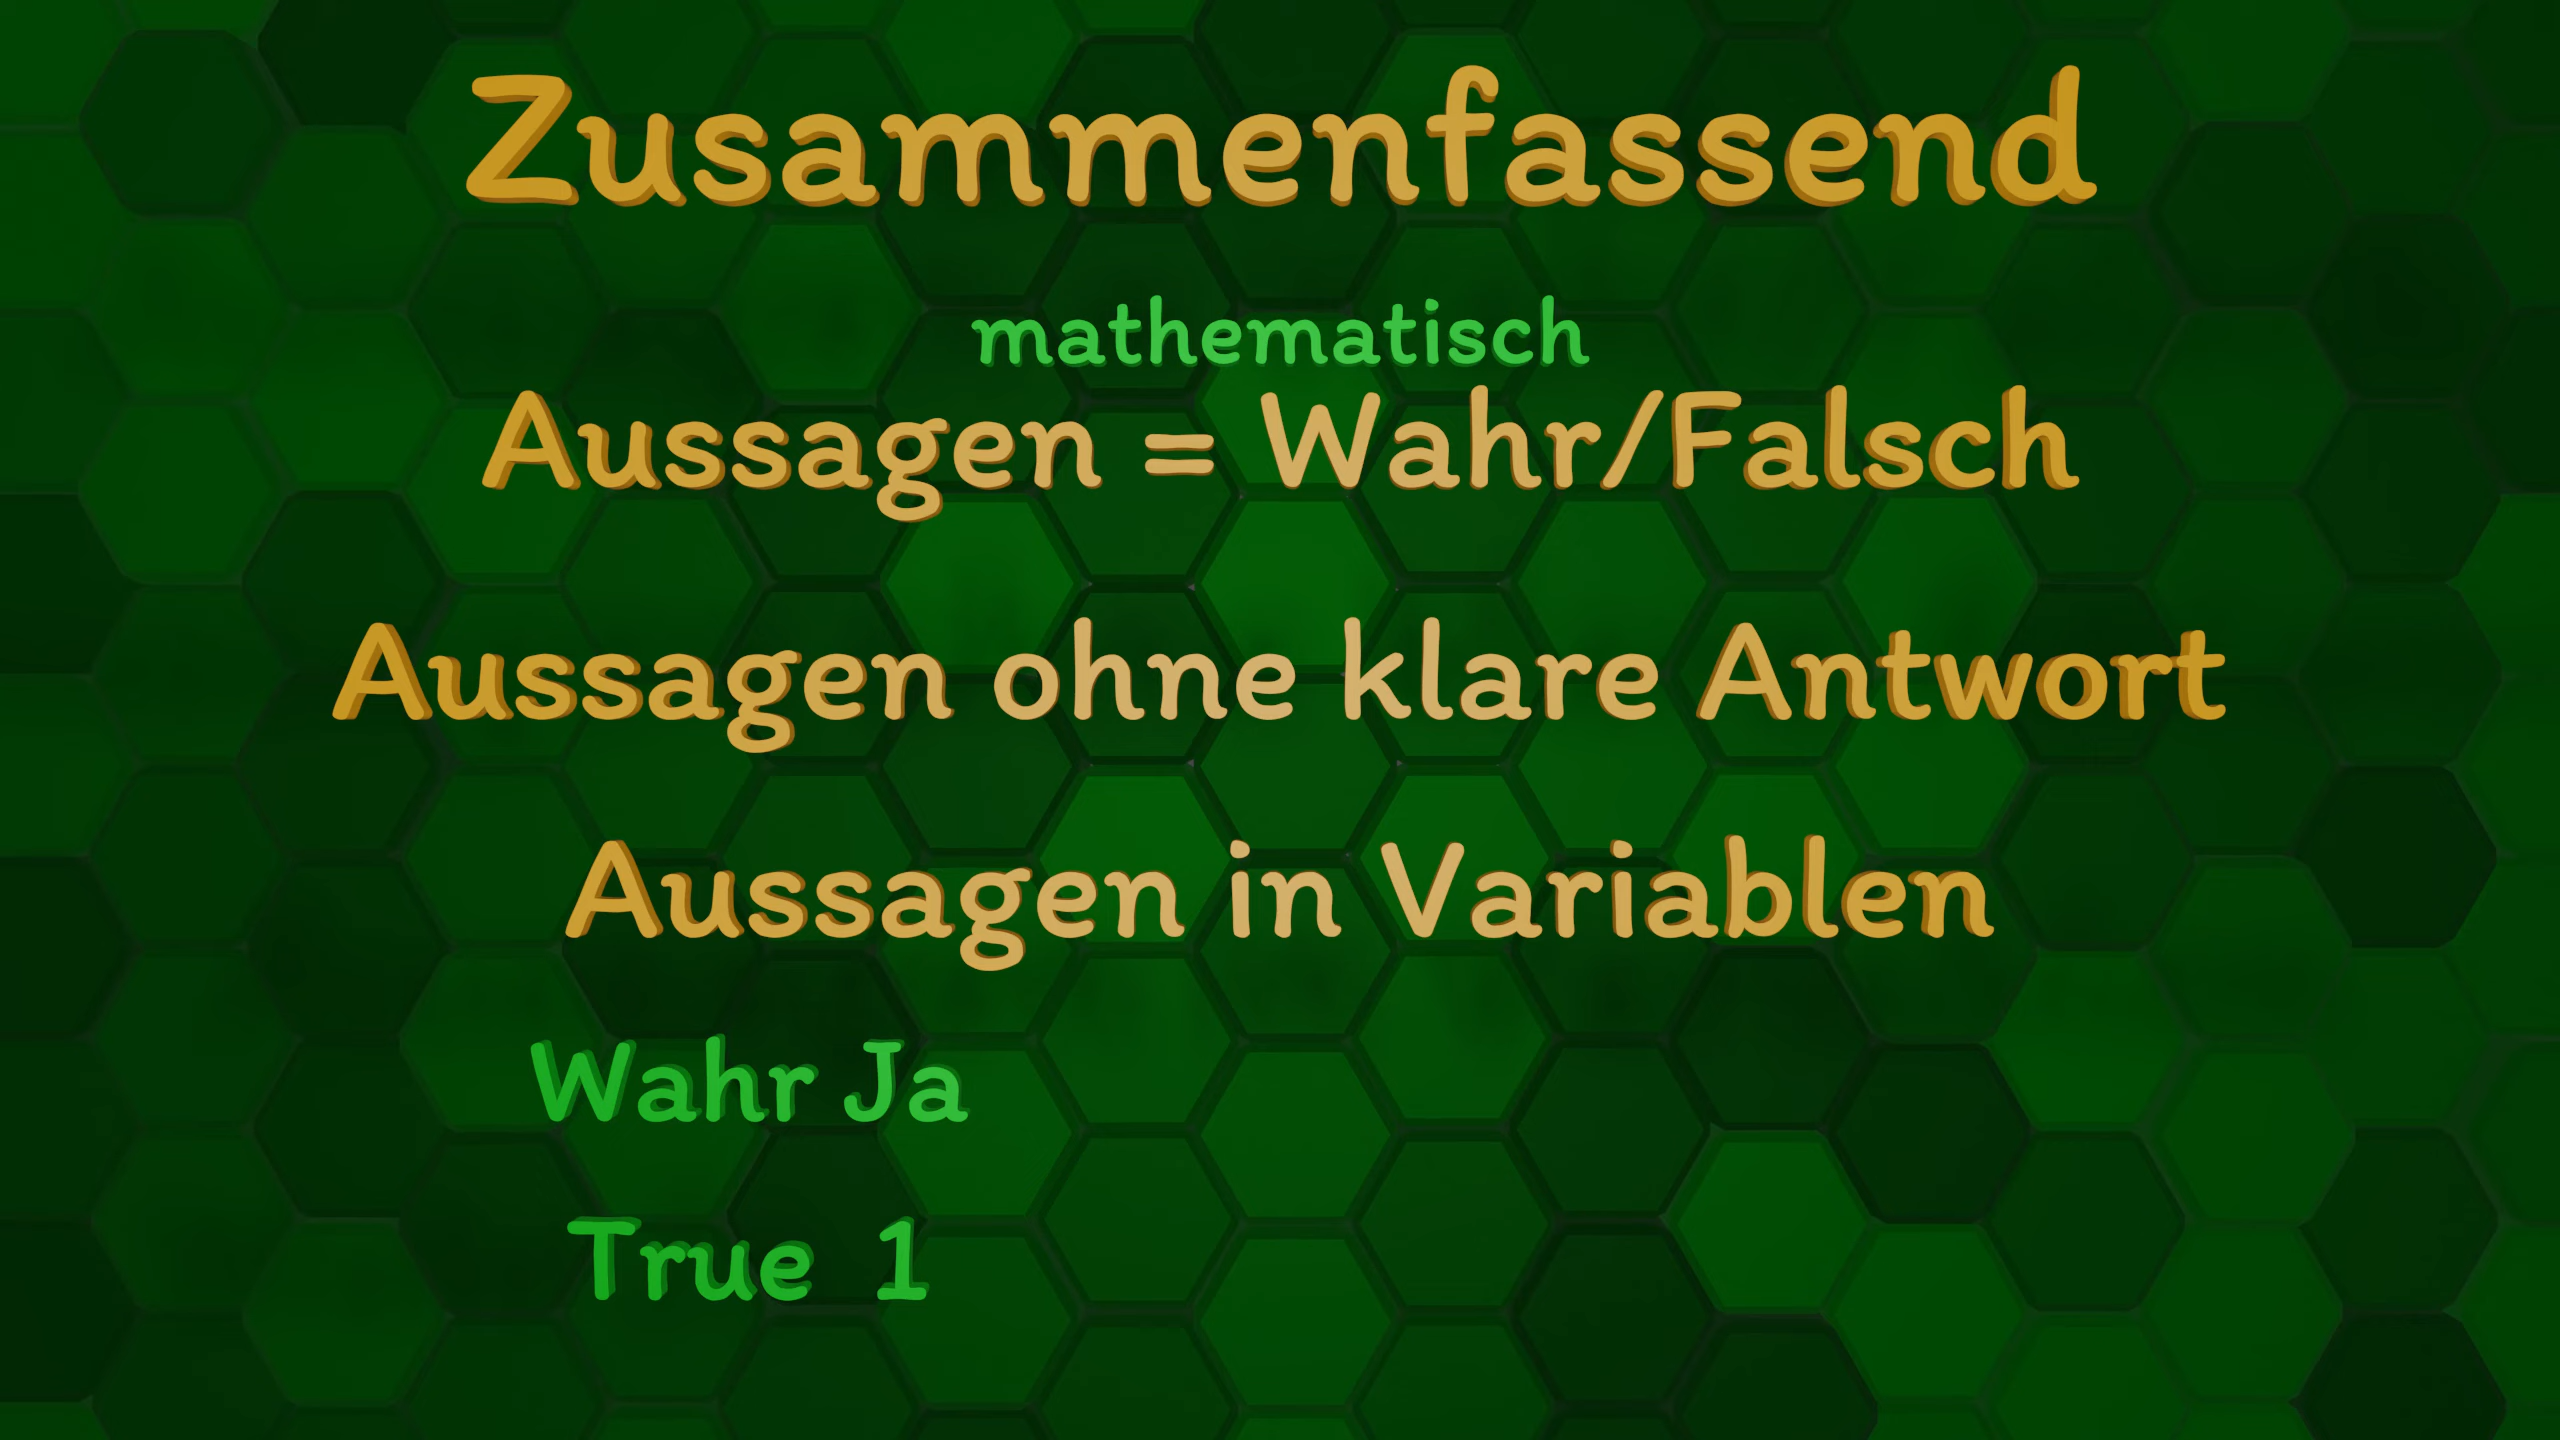 Zusammenfassend
mathematisch
Aussagen = Wahr/Falsch
Aussagen ohne klare Antwort
Aussagen in Variablen
Wahr Ja
True 1